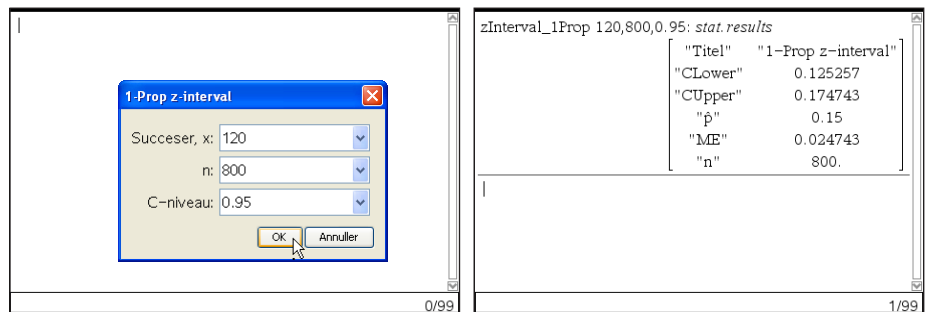 1-Prop z-interval
Succeser, x: 120
n: 800
C-niveau: 0.95
OK Annuller
0/99
zInterval_1Prop 120,800,0.95: stat.results
"Titel" "1-Prop z-interval"
"CLower" 0.125257
"CUpper" 0.174743
"p̂" 0.15
"ME" 0.024743
"n" 800.
1/99